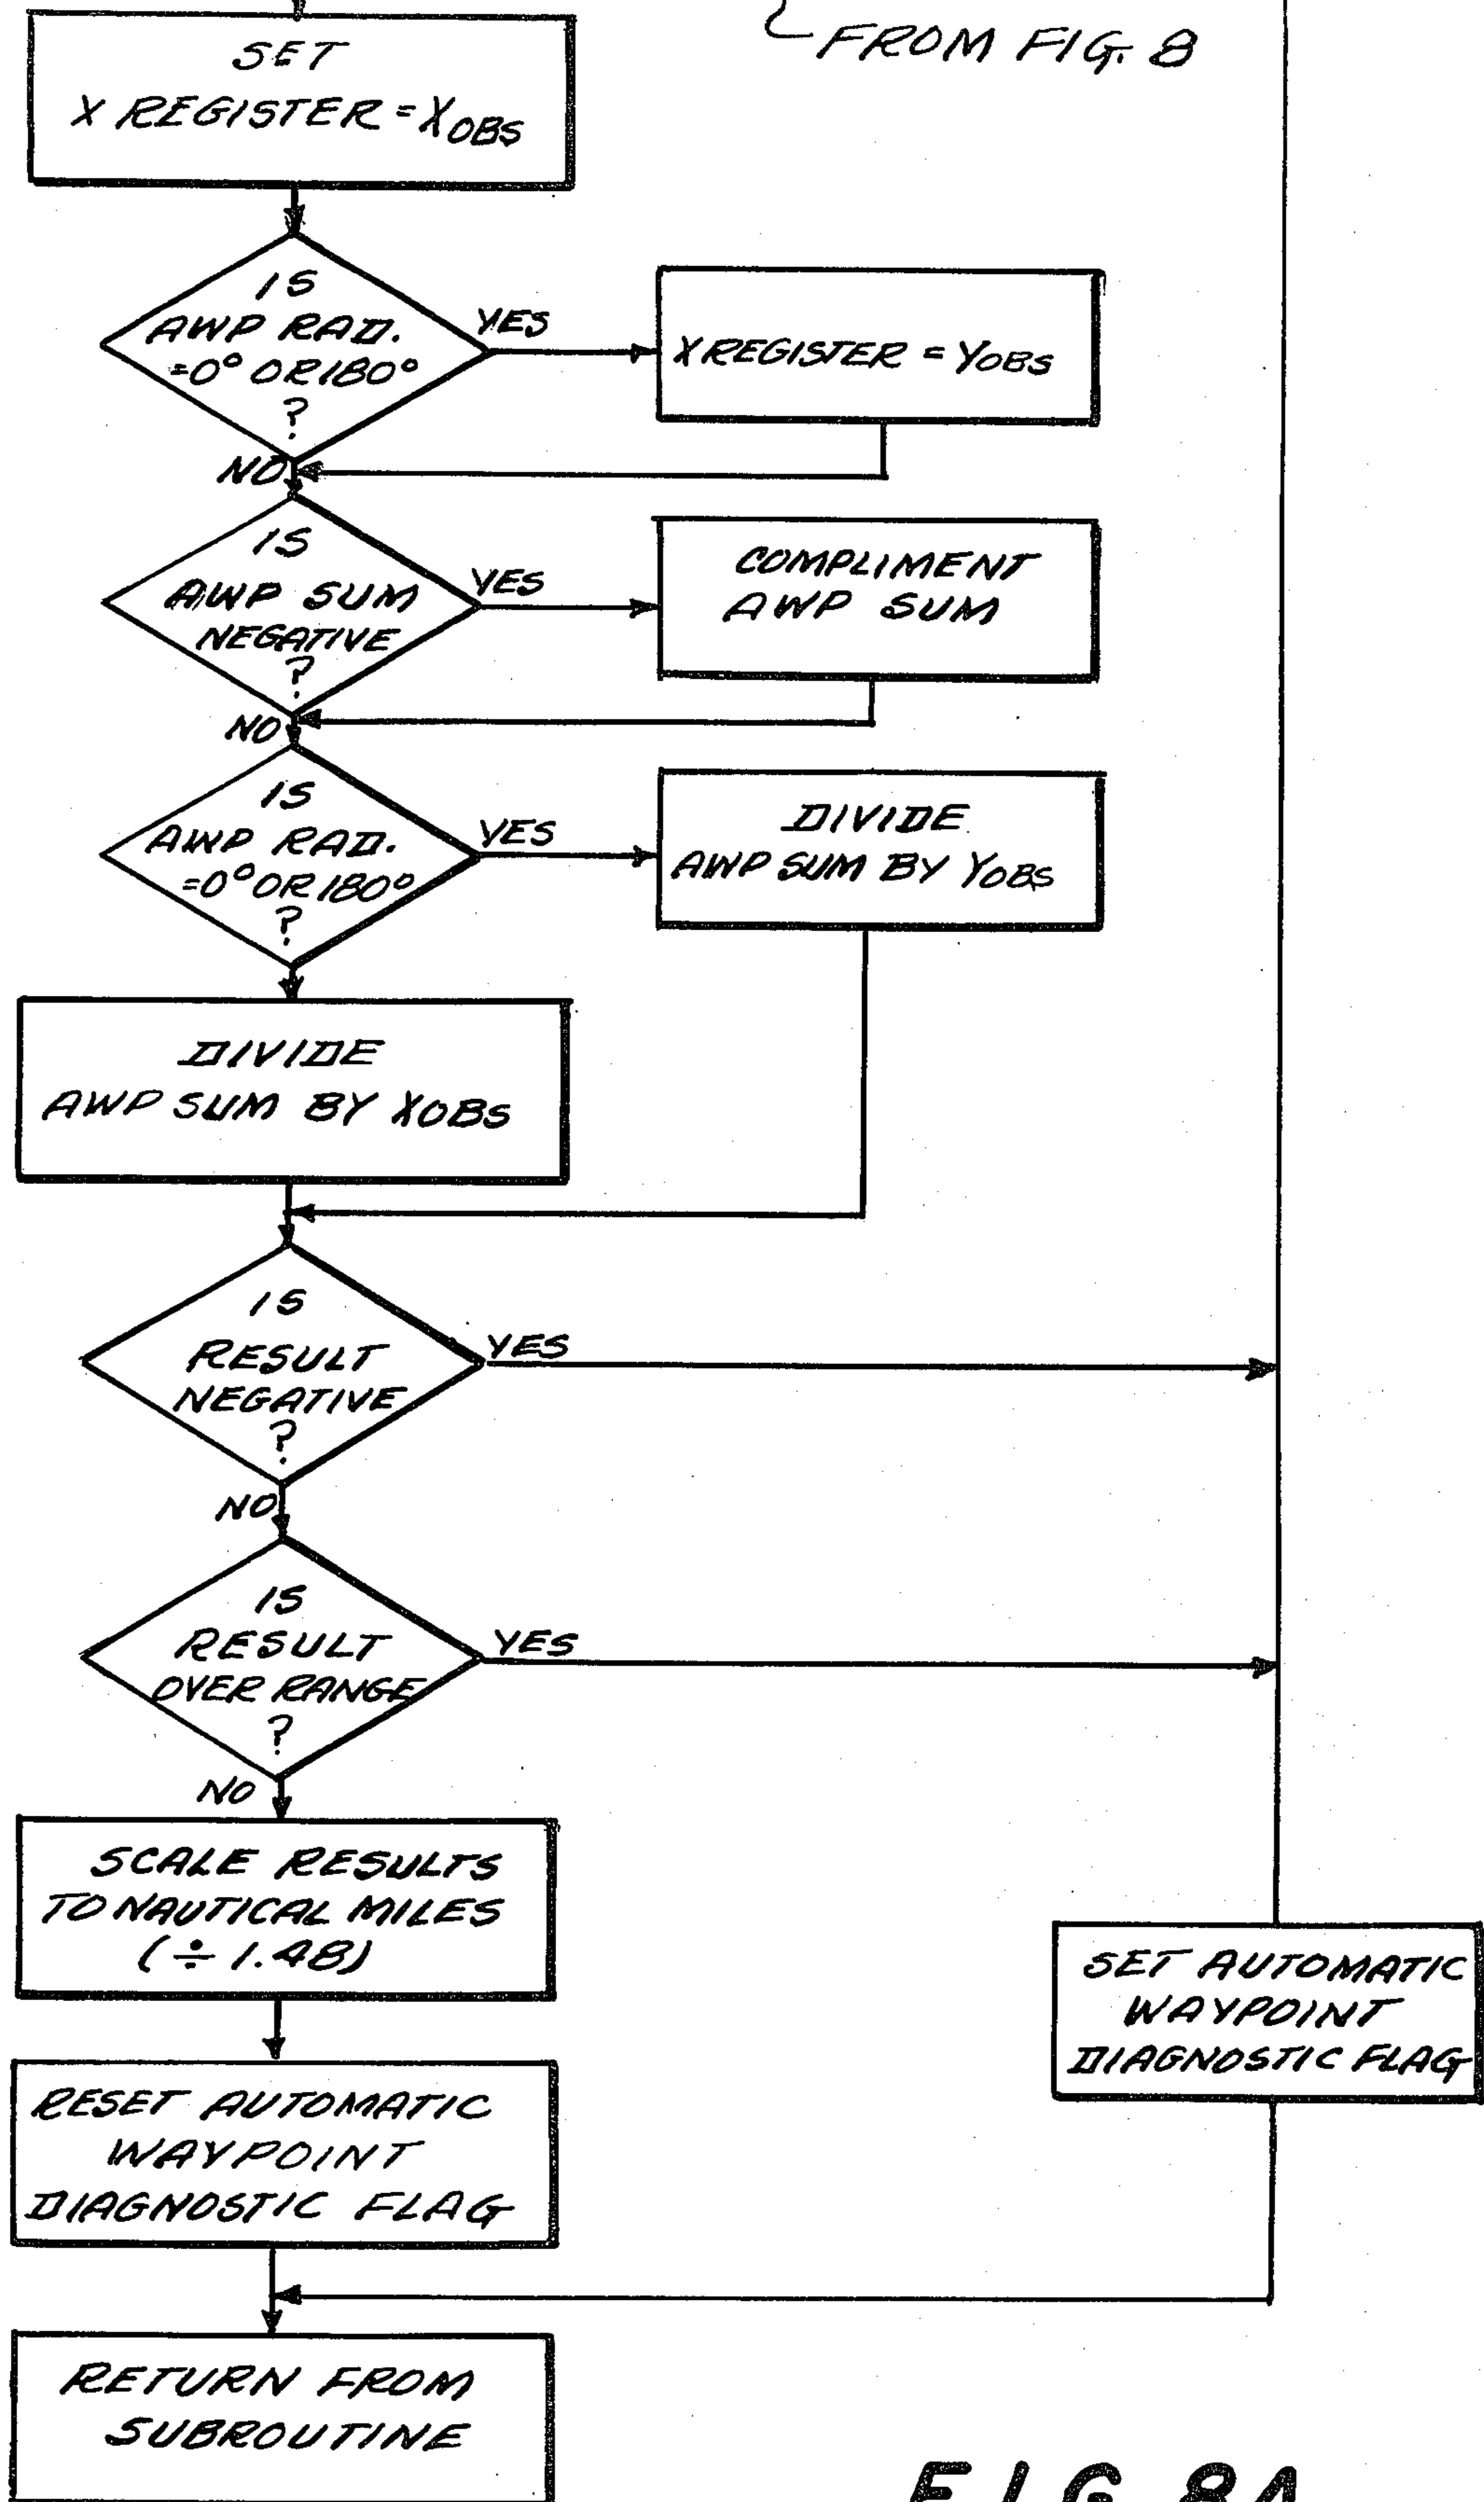 FROM FIG. 8
SET
X REGISTER = XOBS
IS
AWP RAD.
=0° OR 180°
?
YES
X REGISTER = YOBS
NO
IS
AWP SUM
NEGATIVE
?
YES
COMPLIMENT
AWP SUM
NO
IS
AWP RAD.
=0° OR 180°
?
YES
DIVIDE
AWP SUM BY YOBS
DIVIDE
AWP SUM BY XOBS
IS
RESULT
NEGATIVE
?
YES
NO
IS
RESULT
OVER RANGE
?
YES
NO
SCALE RESULTS
TO NAUTICAL MILES
(÷ 1.48)
SET AUTOMATIC
WAYPOINT
DIAGNOSTIC FLAG
RESET AUTOMATIC
WAYPOINT
DIAGNOSTIC FLAG
RETURN FROM
SUBROUTINE
FIG 8A